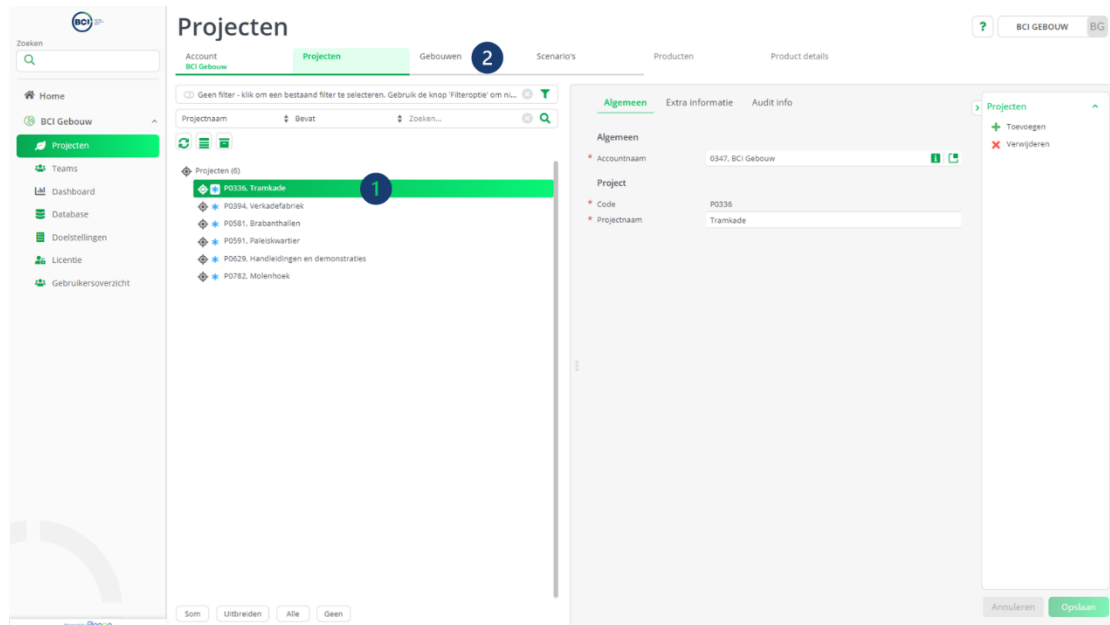 BCI
Zoeken
Home
BCI Gebouw
Projecten
Teams
Dashboard
Database
Doelstellingen
Licentie
Gebruikersoverzicht
Projecten
? BCI GEBOUW BG
Account Projecten Gebouwen 2 Scenario's Producten Product details
BCI Gebouw
Geen filter - klik om een bestaand filter te selecteren. Gebruik de knop 'Filteroptie' om ni...
Projectnaam Bevat Zoeken...
Projecten (6)
P0336, Tramkade 1
P0394, Verkadefabriek
P0581, Brabanthallen
P0591, Paleiskwartier
P0629, Handleidingen en demonstraties
P0782, Molenhoek
Som Uitbreiden Alle Geen
Algemeen Extra informatie Audit info
Algemeen
* Accountnaam 0347, BCI Gebouw
Project
* Code P0336
* Projectnaam Tramkade
Projecten
Toevoegen
Verwijderen
Annuleren Opslaan